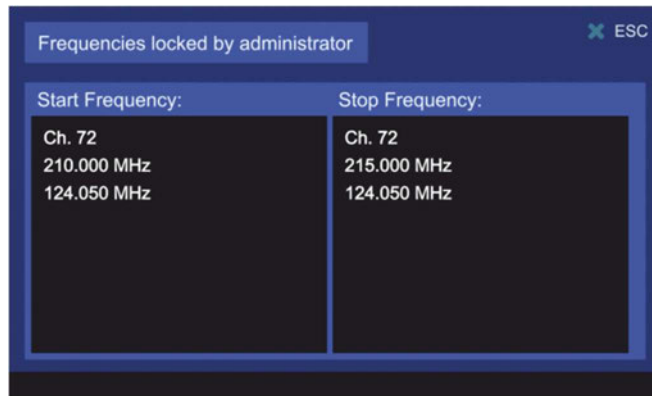 Frequencies locked by administrator
ESC
Start Frequency: Stop Frequency:
Ch. 72 Ch. 72
210.000 MHz 215.000 MHz
124.050 MHz 124.050 MHz